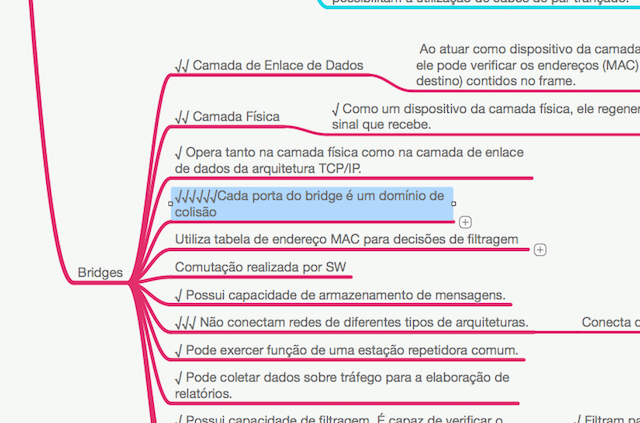 possibilitam a utilização de cabos de par trançado.
√√ Camada de Enlace de Dados
Ao atuar como dispositivo da camada
ele pode verificar os endereços (MAC)
destino) contidos no frame.
√√ Camada Física
√ Como um dispositivo da camada física, ele regener
sinal que recebe.
√ Opera tanto na camada física como na camada de enlace
de dados da arquitetura TCP/IP.
√√√√√√Cada porta do bridge é um domínio de
colisão
Utiliza tabela de endereço MAC para decisões de filtragem
Bridges
Comutação realizada por SW
√ Possui capacidade de armazenamento de mensagens.
√√√ Não conectam redes de diferentes tipos de arquiteturas.
Conecta
√ Pode exercer função de uma estação repetidora comum.
√ Pode coletar dados sobre tráfego para a elaboração de
relatórios.
√ Possui capacidade de filtragem. É capaz de verificar o
√ Filtram